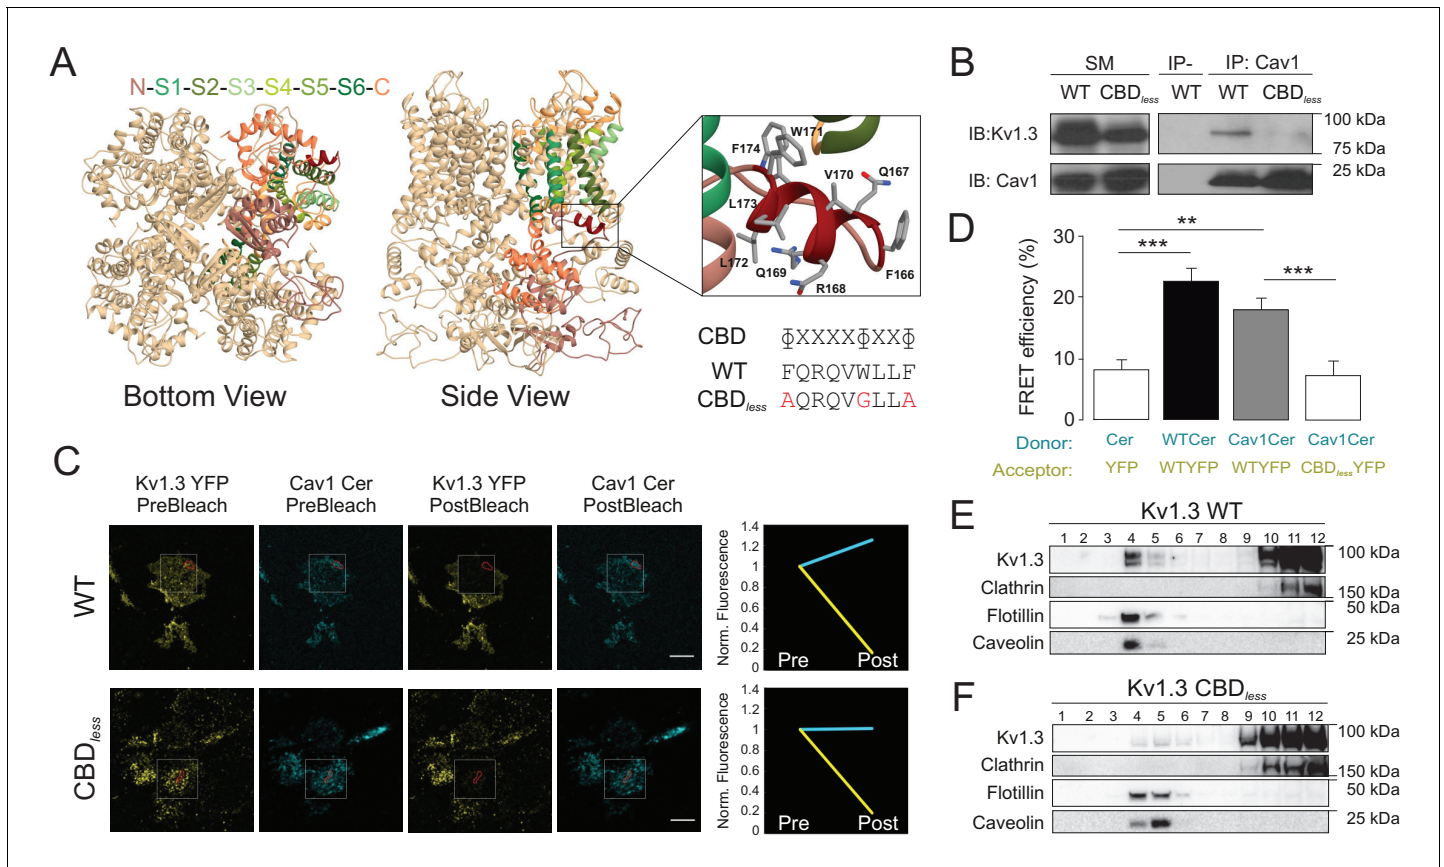 A
N-S1-S2-S3-S4-S5-S6-C
Bottom View
Side View
W171
F174
V170
Q167
L173
L172
Q169
R168
F166
CBD ΦXXXXΦXXΦ
WT FQRQVWLLF
CBDless AQRQVGLLA
B
SM IP- IP: Cav1
WT CBDless WT WT CBDless
IB:Kv1.3
100 kDa
75 kDa
IB: Cav1
25 kDa
C
Kv1.3 YFP PreBleach
Cav1 Cer PreBleach
Kv1.3 YFP PostBleach
Cav1 Cer PostBleach
WT
Norm. Fluorescence
1.4
1.2
1
0.8
0.6
0.4
0.2
0
Pre Post
CBDless
Norm. Fluorescence
1.4
1.2
1
0.8
0.6
0.4
0.2
0
Pre Post
D
FRET efficiency (%)
30
20
10
0
**
***
***
Donor: Cer WTCer Cav1Cer Cav1Cer
Acceptor: YFP WTYFP WTYFP CBDlessYFP
E
Kv1.3 WT
1 2 3 4 5 6 7 8 9 10 11 12
Kv1.3 100 kDa
Clathrin 150 kDa
Flotillin 50 kDa
Caveolin 25 kDa
F
Kv1.3 CBDless
1 2 3 4 5 6 7 8 9 10 11 12
Kv1.3 100 kDa
Clathrin 150 kDa
Flotillin 50 kDa
Caveolin 25 kDa